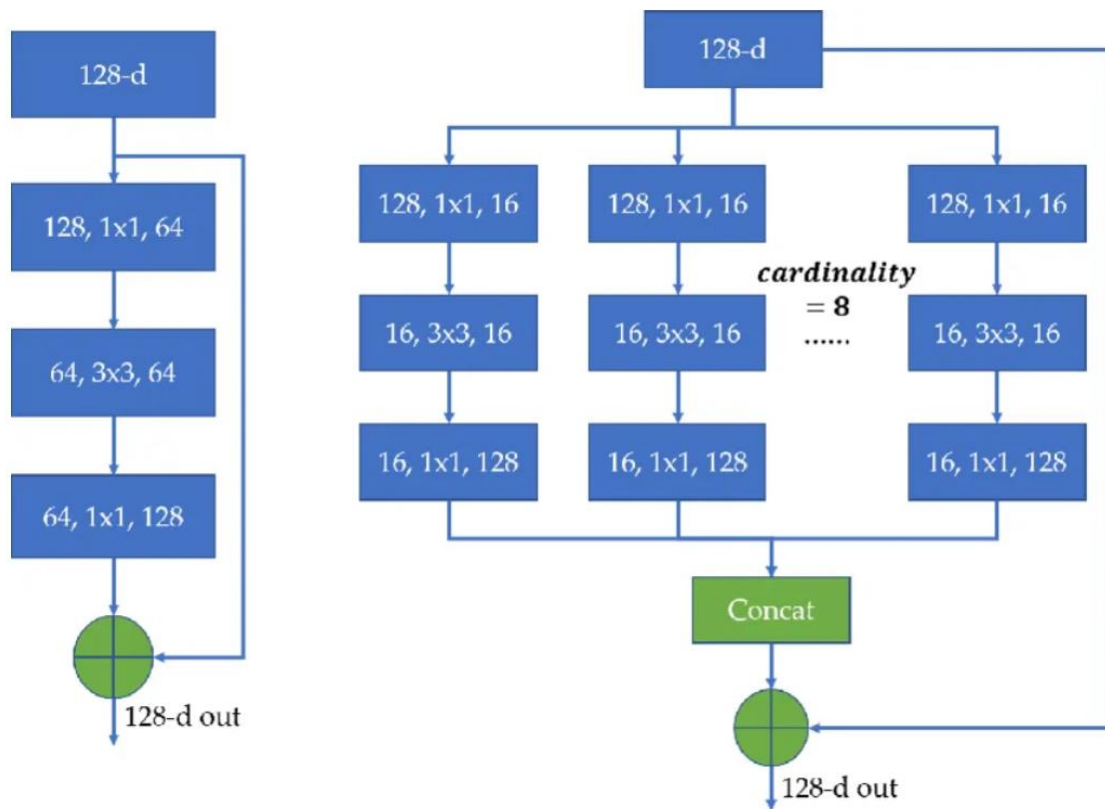 128-d
128, 1x1, 64
64, 3x3, 64
64, 1x1, 128
128-d out
128-d
128, 1x1, 16
128, 1x1, 16
128, 1x1, 16
cardinality
= 8
......
16, 3x3, 16
16, 3x3, 16
16, 3x3, 16
16, 1x1, 128
16, 1x1, 128
16, 1x1, 128
Concat
128-d out